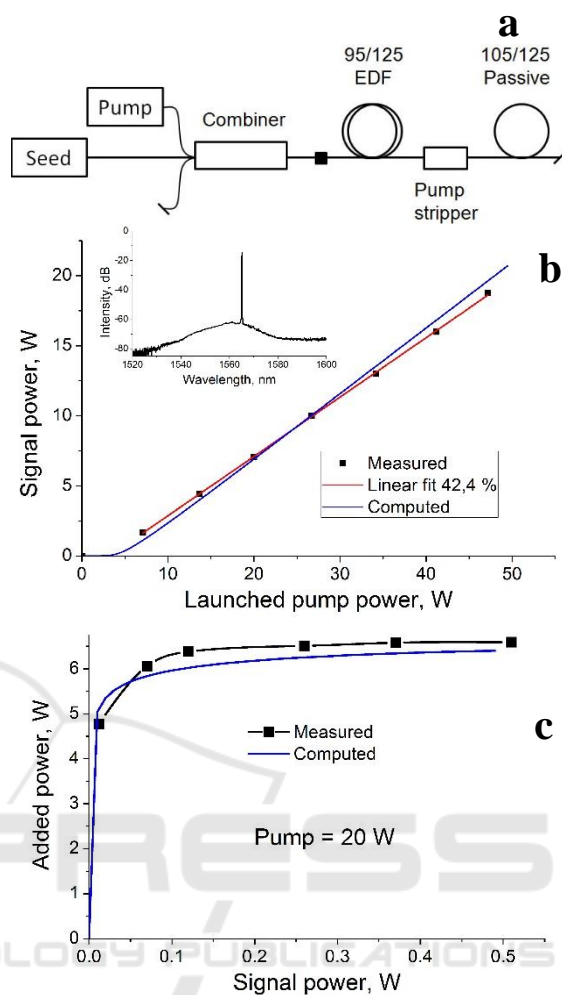 a
95/125
EDF
105/125
Passive
Pump
Combiner
Seed
Pump
stripper
b
Signal power, W
20
15
10
5
0
0 10 20 30 40 50
Launched pump power, W
Intensity, dB
0
-20
-40
-60
-80
1520 1540 1560 1580 1600
Wavelength, nm
Measured
Linear fit 42,4 %
Computed
c
Added power, W
6
5
4
3
2
1
0
0.0 0.1 0.2 0.3 0.4 0.5
Signal power, W
Measured
Computed
Pump = 20 W
PRESS
OLOGY PUBLICATIONS